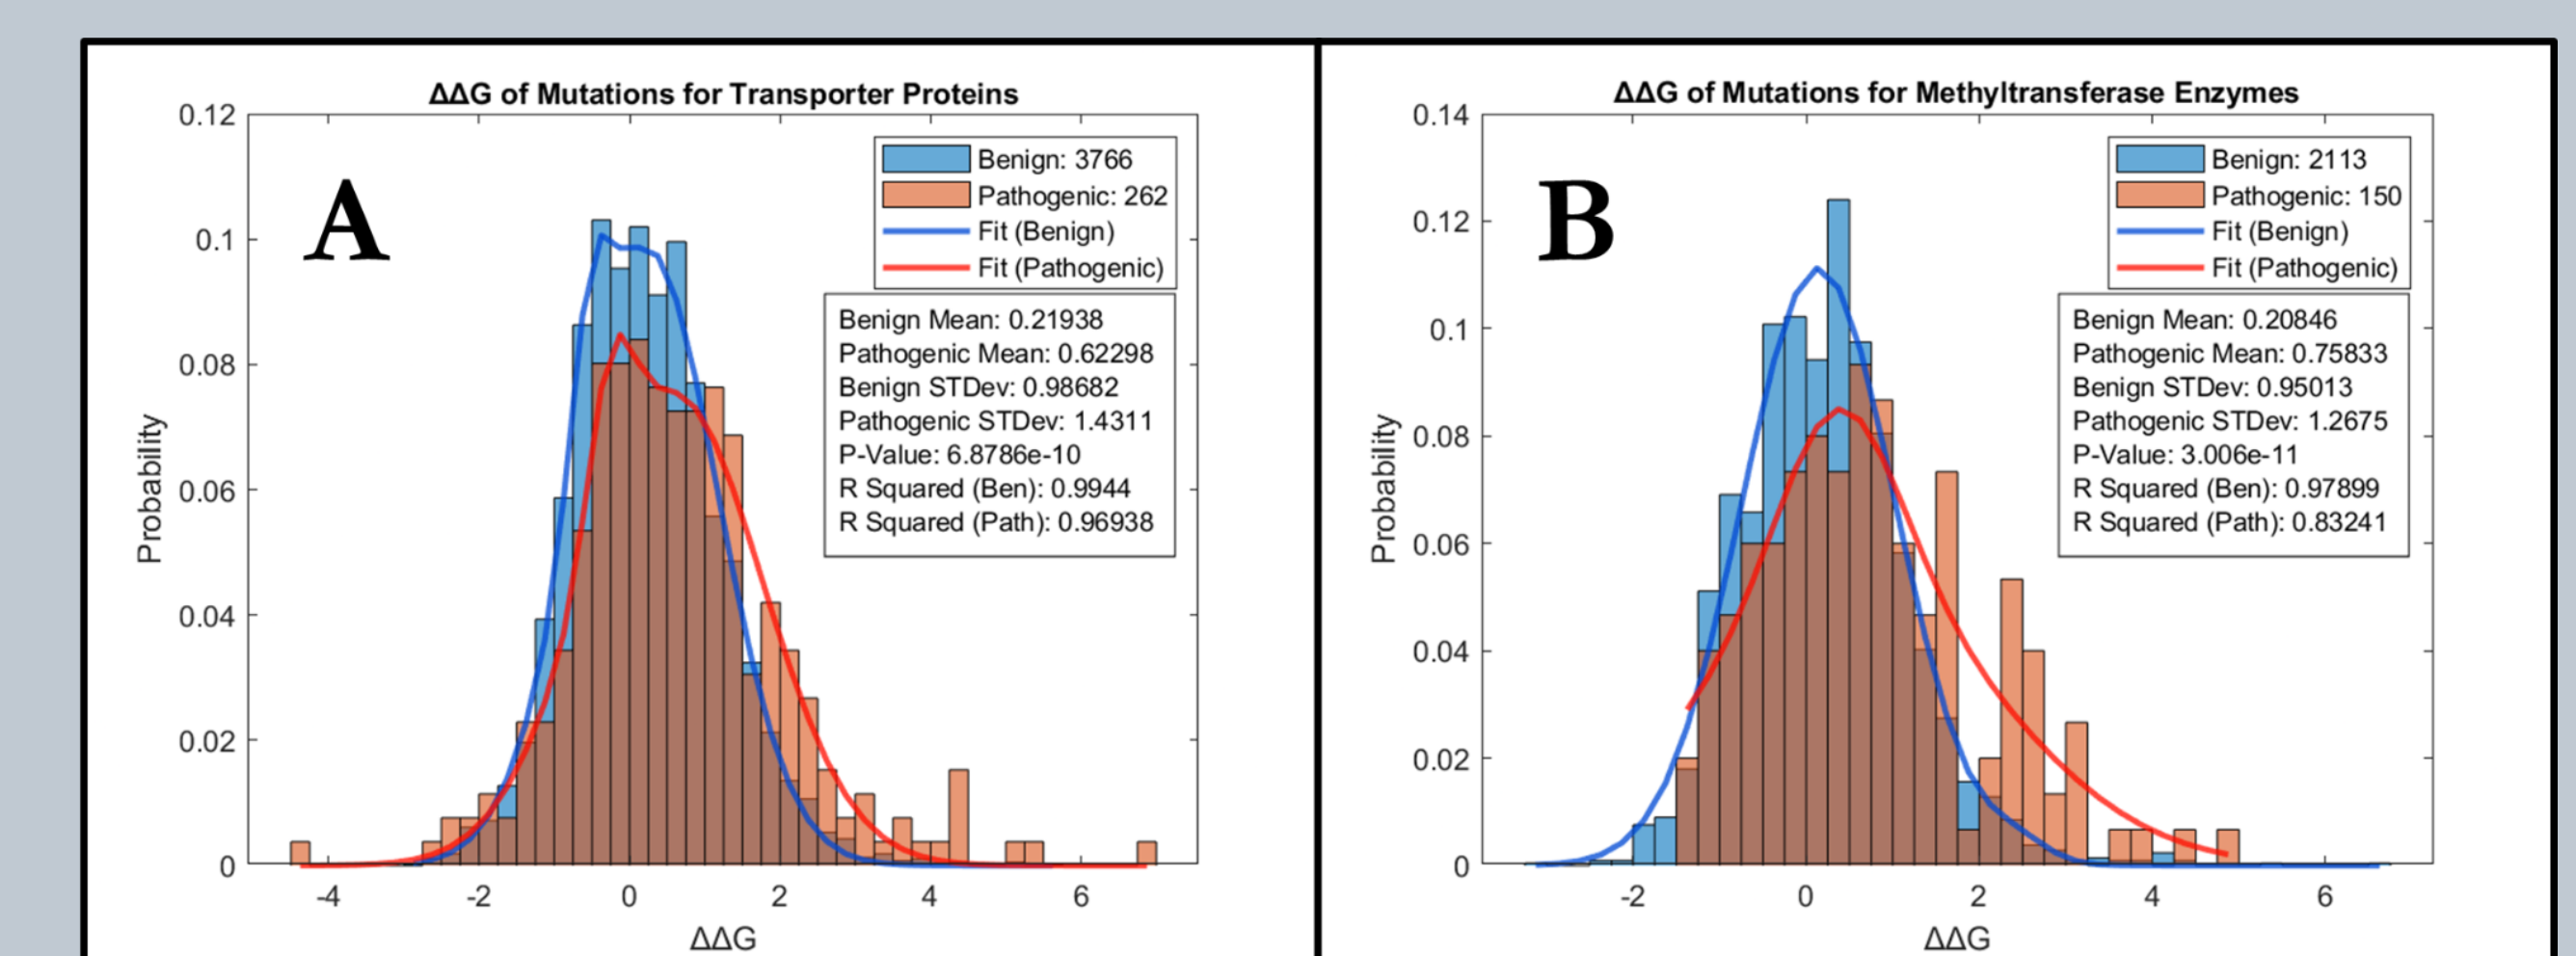 ΔΔG of Mutations for Transporter Proteins
A
Benign: 3766
Pathogenic: 262
Fit (Benign)
Fit (Pathogenic)
Benign Mean: 0.21938
Pathogenic Mean: 0.62298
Benign STDev: 0.98682
Pathogenic STDev: 1.4311
P-Value: 6.8786e-10
R Squared (Ben): 0.9944
R Squared (Path): 0.96938
Probability
0.12
0.1
0.08
0.06
0.04
0.02
0
-4 -2 0 2 4 6
ΔΔG
ΔΔG of Mutations for Methyltransferase Enzymes
B
Benign: 2113
Pathogenic: 150
Fit (Benign)
Fit (Pathogenic)
Benign Mean: 0.20846
Pathogenic Mean: 0.75833
Benign STDev: 0.95013
Pathogenic STDev: 1.2675
P-Value: 3.006e-11
R Squared (Ben): 0.97899
R Squared (Path): 0.83241
Probability
0.14
0.12
0.1
0.08
0.06
0.04
0.02
0
-2 0 2 4 6
ΔΔG